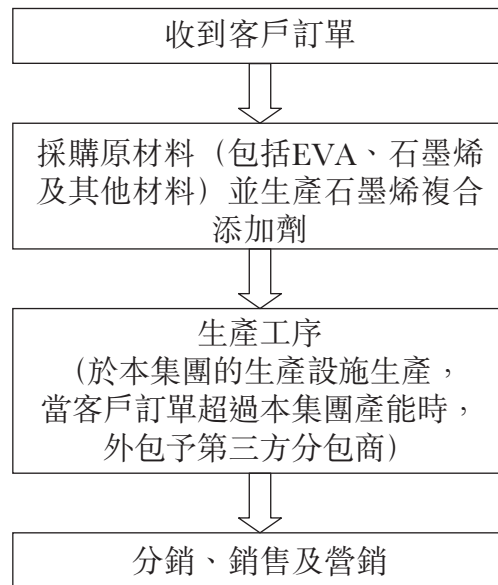 收到客戶訂單
採購原材料（包括EVA、石墨烯
及其他材料）並生產石墨烯複合
添加劑
生產工序
（於本集團的生產設施生產，
當客戶訂單超過本集團產能時，
外包予第三方分包商）
分銷、銷售及營銷